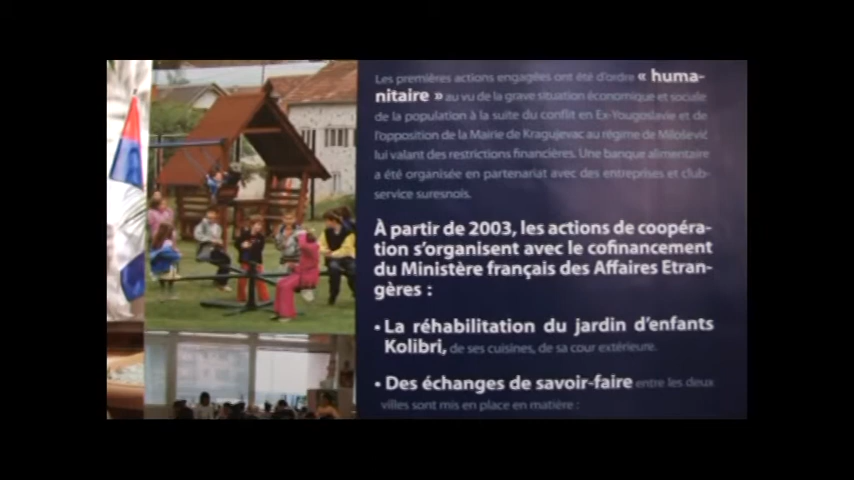 Les premières actions engagées ont été d'ordre « huma-
nitaire » au vu de la grave situation économique et sociale
de la population à la suite du conflit en Ex-Yougoslavie et de
l'opposition de la Mairie de Kragujevac au régime de Milošević
lui valant des restrictions financières. Une banque alimentaire
a été organisée en partenariat avec des entreprises et club-
service suresnois.
À partir de 2003, les actions de coopéra-
tion s'organisent avec le cofinancement
du Ministère français des Affaires Etran-
gères :
• La réhabilitation du jardin d'enfants
Kolibri, de ses cuisines, de sa cour extérieure.
• Des échanges de savoir-faire entre les deux
villes sont mis en place en matière :